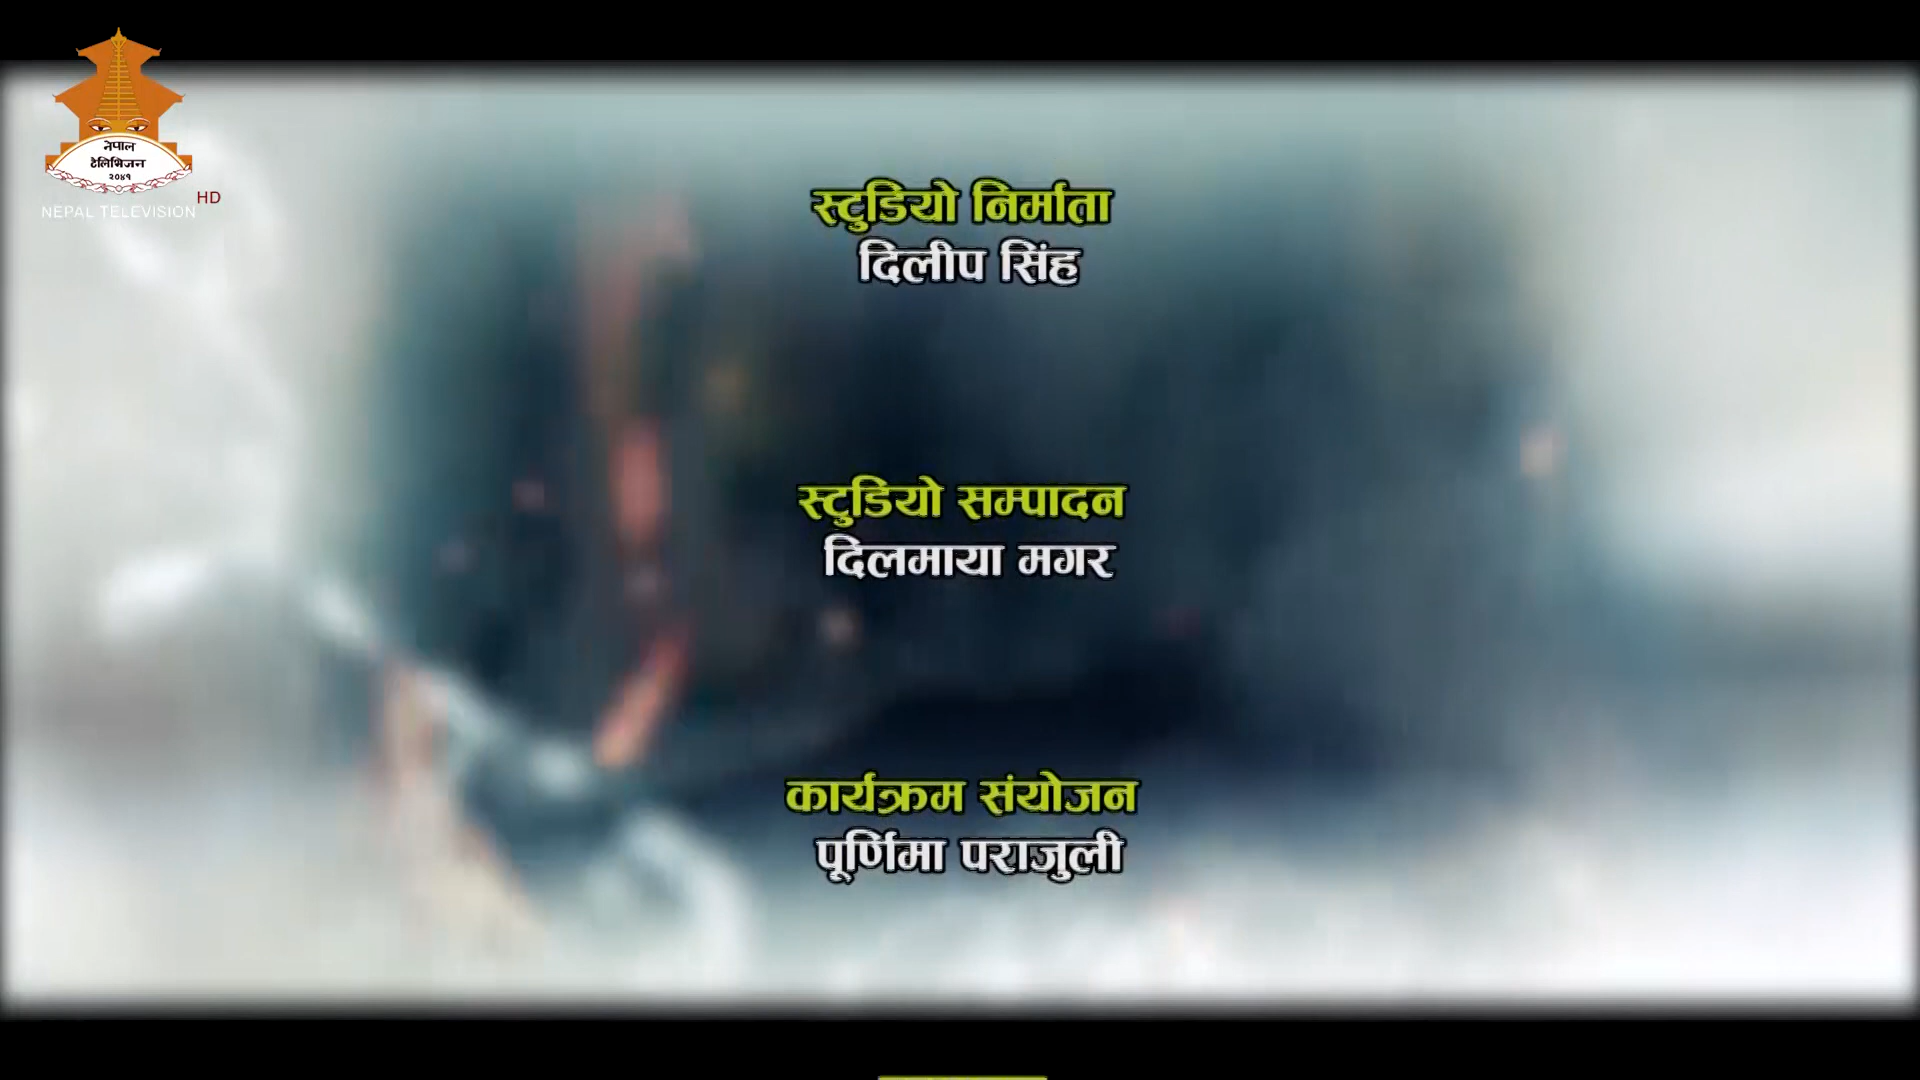 नेपाल
टेलिभिजन
२०४१
HD
NEPAL TELEVISION
स्टुडियो निर्माता
दिलीप सिंह
स्टुडियो सम्पादन
दिलमाया मगर
कार्यक्रम संयोजन
पूर्णिमा पराजुली